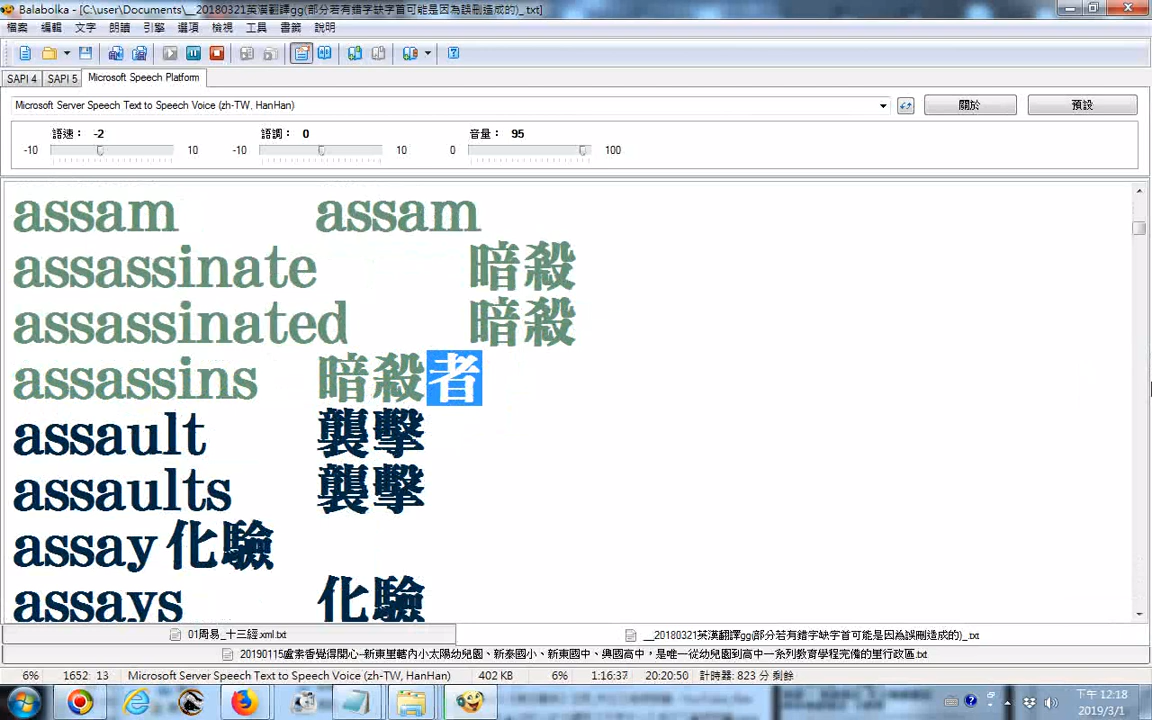 Balabolka - [C:\user\Documents\__20180321英漢翻譯gg(部分若有錯字缺字首可能是因為誤刪造成的)_.txt]
檔案 編輯 文字 朗讀 引擎 選項 檢視 工具 書籤 說明
SAPI 4 SAPI 5 Microsoft Speech Platform
Microsoft Server Speech Text to Speech Voice (zh-TW, HanHan) 關於 預設
語速： -2 語調： 0 音量： 95
-10 10 -10 10 0 100
assam assam
assassinate 暗殺
assassinated 暗殺
assassins 暗殺者
assault 襲擊
assaults 襲擊
assay 化驗
assays 化驗
01周易_十三經.xml.txt __20180321英漢翻譯gg(部分若有錯字缺字首可能是因為誤刪造成的)_.txt
20190115盧素香覺得開心-新東里轄內小太陽幼兒園、新泰國小、新東國中、興國高中，是唯一從幼兒園到高中一系列教育學程完備的里行政區.txt
6% 1652: 13 Microsoft Server Speech Text to Speech Voice (zh-TW, HanHan) 402 KB 6% 1:16:37 20:20:50 計時器: 823 分 剩餘
下午 12:18
2019/3/1